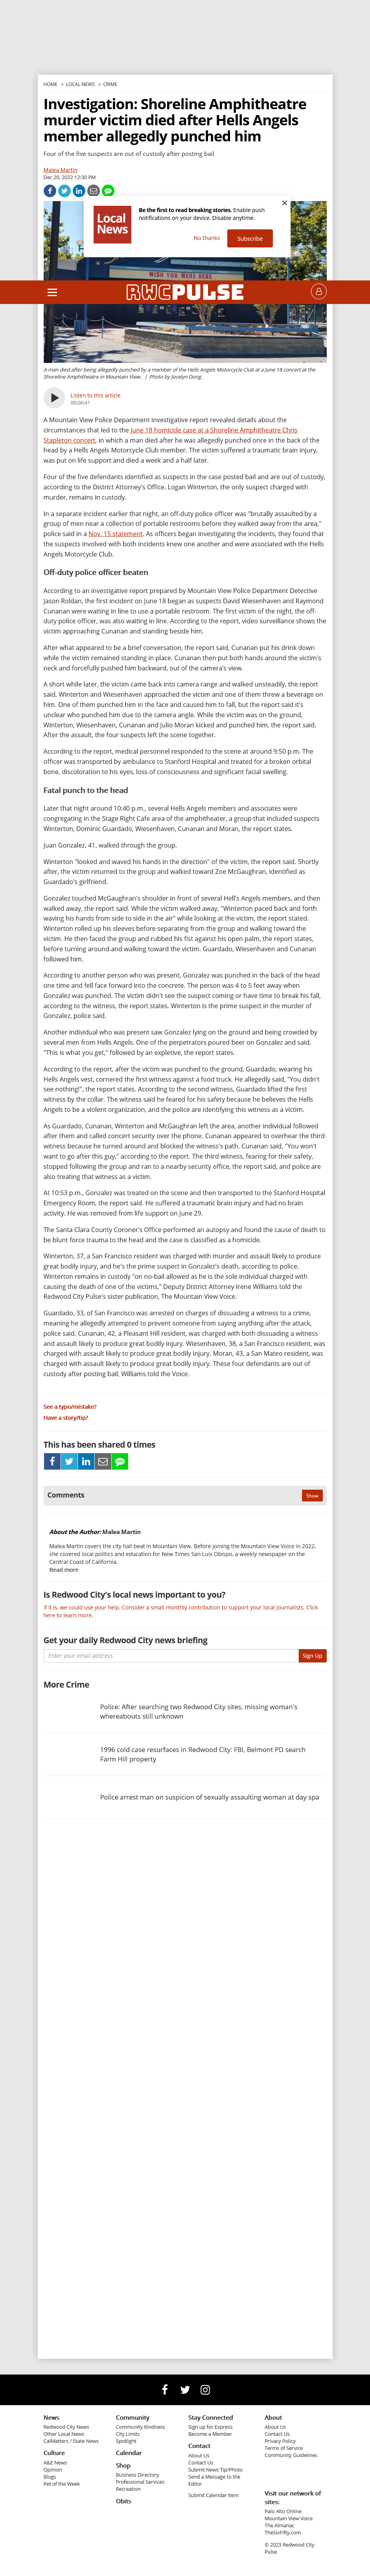 HOME > LOCAL NEWS > CRIME
Investigation: Shoreline Amphitheatre
murder victim died after Hells Angels
member allegedly punched him
Four of the five suspects are out of custody after posting bail
Malea Martin
Dec 20, 2022 12:30 PM
Local
News
Be the first to read breaking stories. Enable push
notifications on your device. Disable anytime.
No thanks
Subscribe
WISH YOU WERE HERE
RWCPULSE
A man died after being allegedly punched by a member of the Hells Angels Motorcycle Club at a June 18 concert at the
Shoreline Amphitheatre in Mountain View. | Photo by Jocelyn Dong.
Listen to this article
00:06:41
A Mountain View Police Department investigative report revealed details about the
circumstances that led to the June 18 homicide case at a Shoreline Amphitheatre Chris
Stapleton concert, in which a man died after he was allegedly punched once in the back of the
head by a Hells Angels Motorcycle Club member. The victim suffered a traumatic brain injury,
was put on life support and died a week and a half later.
Four of the five defendants identified as suspects in the case posted bail and are out of custody,
according to the District Attorney's Office. Logan Winterton, the only suspect charged with
murder, remains in custody.
In a separate incident earlier that night, an off-duty police officer was "brutally assaulted by a
group of men near a collection of portable restrooms before they walked away from the area,"
police said in a Nov. 15 statement. As officers began investigating the incidents, they found that
the suspects involved with both incidents knew one another and were associated with the Hells
Angels Motorcycle Club.
Off-duty police officer beaten
According to an investigative report prepared by Mountain View Police Department Detective
Jason Roldan, the first incident on June 18 began as suspects David Wiesenhaven and Raymond
Cunanan were waiting in line to use a portable restroom. The first victim of the night, the off-
duty police officer, was also waiting in line. According to the report, video surveillance shows the
victim approaching Cunanan and standing beside him.
After what appeared to be a brief conversation, the report said, Cunanan put his drink down
while the victim remained standing in place. Cunanen then put both hands around the victim's
neck and forcefully pushed him backward, out of the camera's view.
A short while later, the victim came back into camera range and walked unsteadily, the report
said. Winterton and Wiesenhaven approached the victim and one of them threw a beverage on
him. One of them punched him in the face and caused him to fall, but the report said it's
unclear who punched him due to the camera angle. While the victim was on the ground,
Winterton, Wiesenhaven, Cunanan and Julio Moran kicked and punched him, the report said.
After the assault, the four suspects left the scene together.
According to the report, medical personnel responded to the scene at around 9:50 p.m. The
officer was transported by ambulance to Stanford Hospital and treated for a broken orbital
bone, discoloration to his eyes, loss of consciousness and significant facial swelling.
Fatal punch to the head
Later that night around 10:40 p.m., several Hells Angels members and associates were
congregating in the Stage Right Cafe area of the amphitheater, a group that included suspects
Winterton, Dominic Guardado, Wiesenhaven, Cunanan and Moran, the report states.
Juan Gonzalez, 41, walked through the group.
Winterton "looked and waved his hands in the direction" of the victim, the report said. Shortly
after, the victim returned to the group and walked toward Zoe McGaughran, identified as
Guardado's girlfriend.
Gonzalez touched McGaughran's shoulder in front of several Hell's Angels members, and then
walked away, the report said. While the victim walked away, "Winterton paced back and forth
waving his hands from side to side in the air" while looking at the victim, the report stated.
Winterton rolled up his sleeves before separating from the group and walking toward the
victim. He then faced the group and rubbed his fist against his open palm, the report states,
before turning around and walking toward the victim. Guardado, Wisenhaven and Cunanan
followed him.
According to another person who was present, Gonzalez was punched in the back of the head
one time and fell face forward into the concrete. The person was 4 to 5 feet away when
Gonzalez was punched. The victim didn't see the suspect coming or have time to break his fall,
according to the witness, the report states. Winterton is the prime suspect in the murder of
Gonzalez, police said.
Another individual who was present saw Gonzalez lying on the ground and being crowded by
several men from Hells Angels. One of the perpetrators poured beer on Gonzalez and said,
"This is what you get," followed by an expletive, the report states.
According to the report, after the victim was punched to the ground, Guardado, wearing his
Hells Angels vest, cornered the first witness against a food truck. He allegedly said, "You didn't
see nothing!", the report states. According to the first witness, Guardado lifted the first
witness by the collar. The witness said he feared for his safety because he believes the Hells
Angels to be a violent organization, and the police are identifying this witness as a victim.
As Guardado, Cunanan, Winterton and McGaughran left the area, another individual followed
after them and called concert security over the phone. Cunanan appeared to overhear the third
witness because he turned around and blocked the witness's path. Cunanan said, "You don't
want to go after this guy," according to the report. The third witness, fearing for their safety,
stopped following the group and ran to a nearby security office, the report said, and police are
also treating that witness as a victim.
At 10:53 p.m., Gonzalez was treated on the scene and then transported to the Stanford Hospital
Emergency Room, the report said. He suffered a traumatic brain injury and had no brain
activity. He was removed from life support on June 29.
The Santa Clara County Coroner's Office performed an autopsy and found the cause of death to
be blunt force trauma to the head and the case is classified as a homicide.
Winterton, 37, a San Francisco resident was charged with murder and assault likely to produce
great bodily injury, and he's the prime suspect in Gonzalez's death, according to police.
Winterton remains in custody "on no-bail allowed as he is the sole individual charged with
causing the death of one of the victims," Deputy District Attorney Irene Williams told the
Redwood City Pulse's sister publication, The Mountain View Voice.
Guardado, 33, of San Francisco was arrested on charges of dissuading a witness to a crime,
meaning he allegedly attempted to prevent someone from saying anything after the attack,
police said. Cunanan, 42, a Pleasant Hill resident, was charged with both dissuading a witness
and assault likely to produce great bodily injury. Wiesenhaven, 38, a San Francisco resident, was
charged with assault likely to produce great bodily injury. Moran, 43, a San Mateo resident, was
charged with assault likely to produce great bodily injury. These four defendants are out of
custody after posting bail, Williams told the Voice.
See a typo/mistake?
Have a story/tip?
This has been shared 0 times
Comments
Show
About the Author: Malea Martin
Malea Martin covers the city hall beat in Mountain View. Before joining the Mountain View Voice in 2022,
she covered local politics and education for New Times San Luis Obispo, a weekly newspaper on the
Central Coast of California.
Read more
Is Redwood City's local news important to you?
If it is, we could use your help. Consider a small monthly contribution to support your local journalists. Click
here to learn more.
Get your daily Redwood City news briefing
Enter your email address
Sign Up
More Crime
Police: After searching two Redwood City sites, missing woman's
whereabouts still unknown
1996 cold case resurfaces in Redwood City: FBI, Belmont PD search
Farm Hill property
Police arrest man on suspicion of sexually assaulting woman at day spa
News
Redwood City News
Other Local News
CalMatters / State News
Culture
A&E News
Opinion
Blogs
Pet of the Week
Community
Community Kindness
City Limits
Spotlight
Calendar
Shop
Business Directory
Professional Services
Recreation
Obits
Stay Connected
Sign up for Express
Become a Member
Contact
About Us
Contact Us
Submit News Tip/Photo
Send a Message to the
Editor
Submit Calendar Item
About
About Us
Contact Us
Privacy Policy
Terms of Service
Community Guidelines
Visit our network of
sites:
Palo Alto Online
Mountain View Voice
The Almanac
TheSixFifty.com
© 2023 Redwood City
Pulse